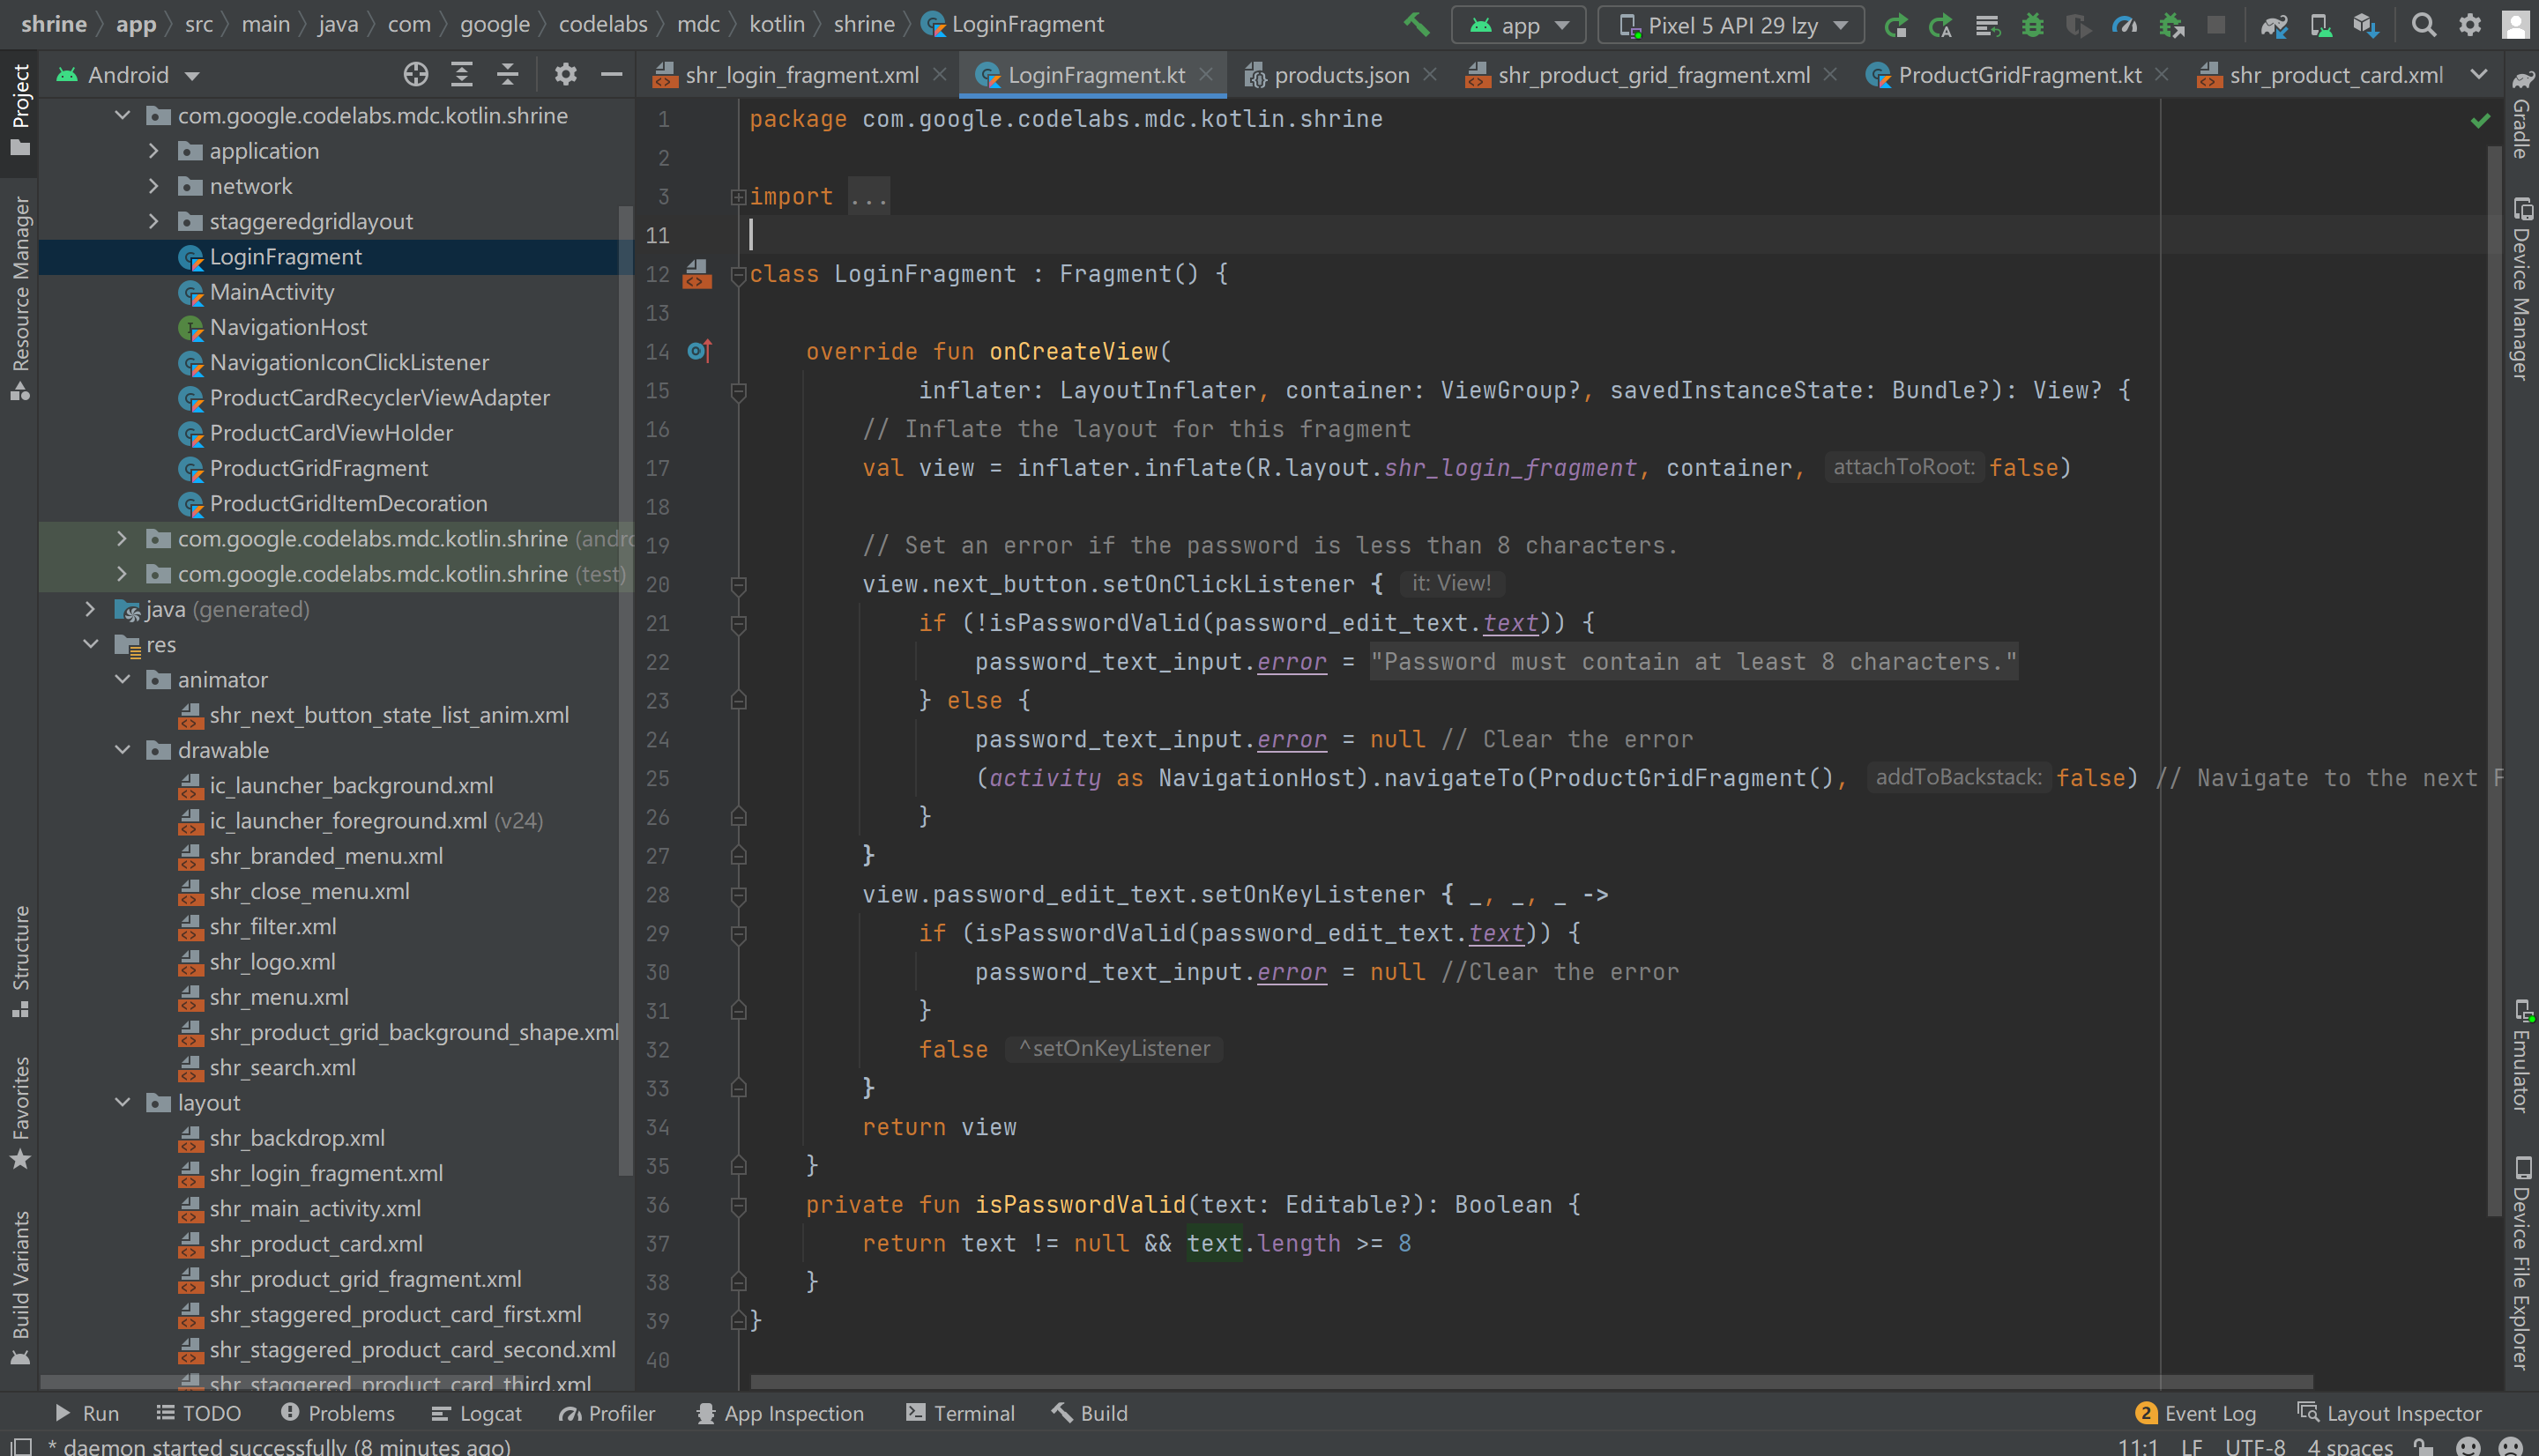 shrine app src main java com google codelabs mdc kotlin shrine LoginFragment
app
Pixel 5 API 29 lzy
Android
shr_login_fragment.xml
LoginFragment.kt
products.json
shr_product_grid_fragment.xml
ProductGridFragment.kt
shr_product_card.xml
Project
Resource Manager
Structure
Favorites
Build Variants
com.google.codelabs.mdc.kotlin.shrine
application
network
staggeredgridlayout
LoginFragment
MainActivity
NavigationHost
NavigationIconClickListener
ProductCardRecyclerViewAdapter
ProductCardViewHolder
ProductGridFragment
ProductGridItemDecoration
com.google.codelabs.mdc.kotlin.shrine (andro
com.google.codelabs.mdc.kotlin.shrine (test)
java (generated)
res
animator
shr_next_button_state_list_anim.xml
drawable
ic_launcher_background.xml
ic_launcher_foreground.xml (v24)
shr_branded_menu.xml
shr_close_menu.xml
shr_filter.xml
shr_logo.xml
shr_menu.xml
shr_product_grid_background_shape.xml
shr_search.xml
layout
shr_backdrop.xml
shr_login_fragment.xml
shr_main_activity.xml
shr_product_card.xml
shr_product_grid_fragment.xml
shr_staggered_product_card_first.xml
shr_staggered_product_card_second.xml
shr_staggered_product_card_third.xml
1 package com.google.codelabs.mdc.kotlin.shrine
2
3 import ...
11
12 class LoginFragment : Fragment() {
13
14 override fun onCreateView(
15 inflater: LayoutInflater, container: ViewGroup?, savedInstanceState: Bundle?): View? {
16 // Inflate the layout for this fragment
17 val view = inflater.inflate(R.layout.shr_login_fragment, container, attachToRoot: false)
18
19 // Set an error if the password is less than 8 characters.
20 view.next_button.setOnClickListener { it: View!
21 if (!isPasswordValid(password_edit_text.text)) {
22 password_text_input.error = "Password must contain at least 8 characters."
23 } else {
24 password_text_input.error = null // Clear the error
25 (activity as NavigationHost).navigateTo(ProductGridFragment(), addToBackstack: false) // Navigate to the next F
26 }
27 }
28 view.password_edit_text.setOnKeyListener { _, _, _ ->
29 if (isPasswordValid(password_edit_text.text)) {
30 password_text_input.error = null //Clear the error
31 }
32 false ^setOnKeyListener
33 }
34 return view
35 }
36 private fun isPasswordValid(text: Editable?): Boolean {
37 return text != null && text.length >= 8
38 }
39 }
40
Gradle
Device Manager
Emulator
Device File Explorer
Run TODO Problems Logcat Profiler App Inspection Terminal Build 2 Event Log Layout Inspector
* daemon started successfully (8 minutes ago) 11:1 LF UTF-8 4 spaces